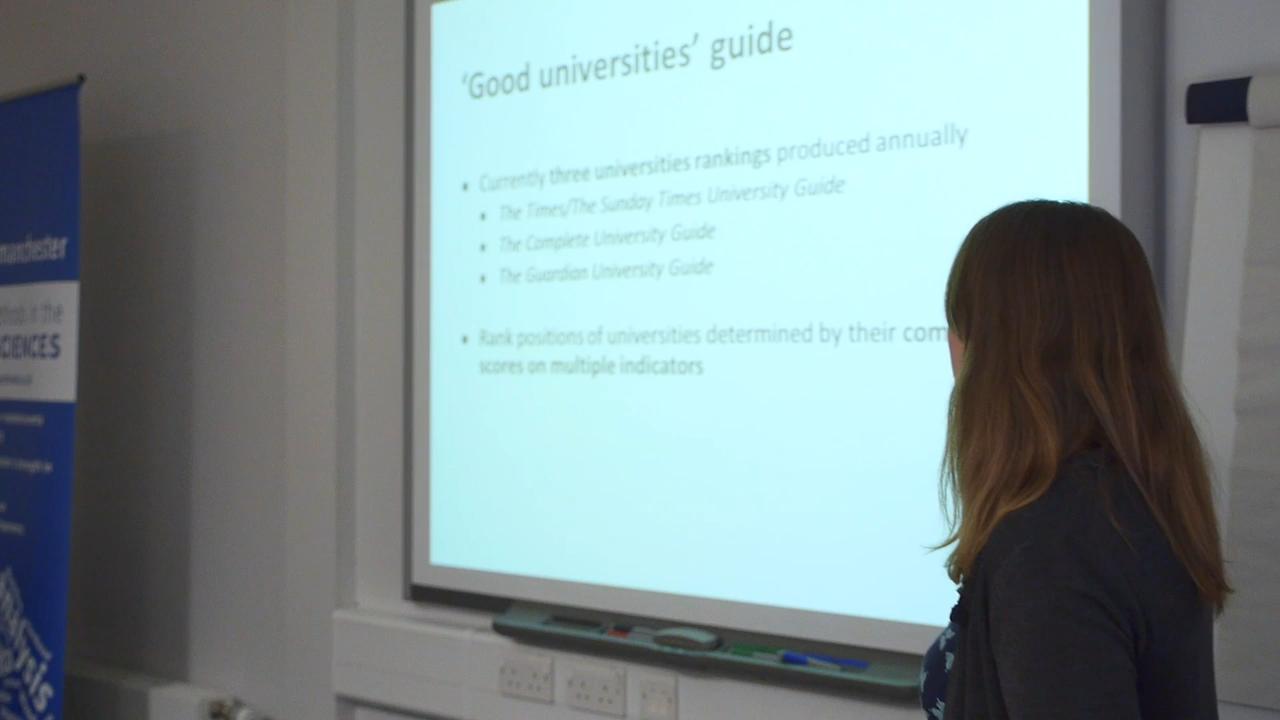 'Good universities' guide
• Currently three universities rankings produced annually
• The Times/The Sunday Times University Guide
• The Complete University Guide
• The Guardian University Guide
• Rank positions of universities determined by their com
scores on multiple indicators
manchester
in the
CIENCES
alysis